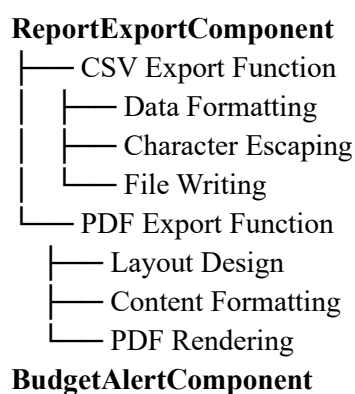 ReportExportComponent
├── CSV Export Function
│   ├── Data Formatting
│   ├── Character Escaping
│   └── File Writing
└── PDF Export Function
    ├── Layout Design
    ├── Content Formatting
    └── PDF Rendering
BudgetAlertComponent